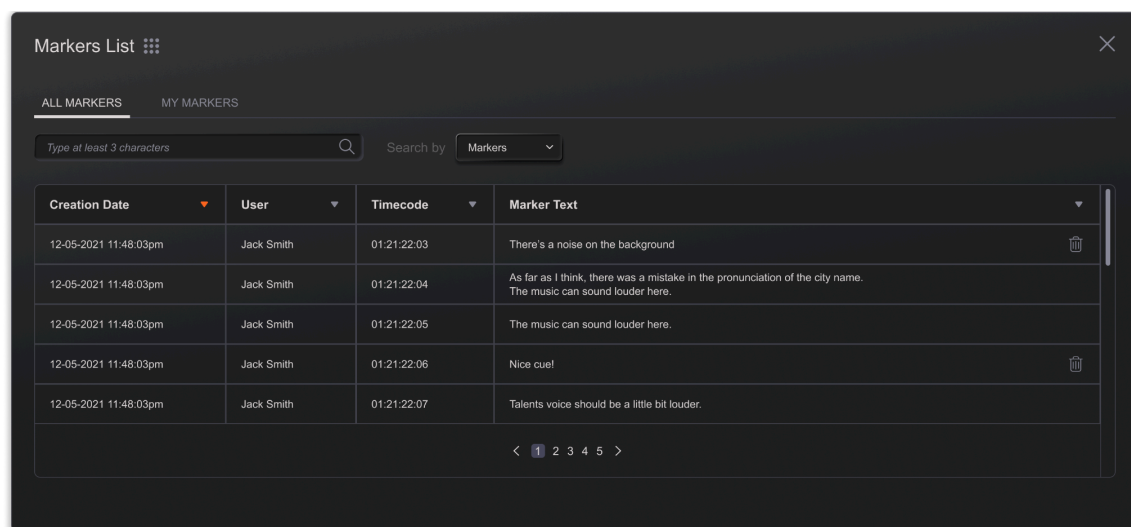 Markers List
ALL MARKERS MY MARKERS
Type at least 3 characters Search by Markers
Creation Date User Timecode Marker Text
12-05-2021 11:48:03pm Jack Smith 01:21:22:03 There's a noise on the background
12-05-2021 11:48:03pm Jack Smith 01:21:22:04 As far as I think, there was a mistake in the pronunciation of the city name.
The music can sound louder here.
12-05-2021 11:48:03pm Jack Smith 01:21:22:05 The music can sound louder here.
12-05-2021 11:48:03pm Jack Smith 01:21:22:06 Nice cue!
12-05-2021 11:48:03pm Jack Smith 01:21:22:07 Talents voice should be a little bit louder.
1 2 3 4 5